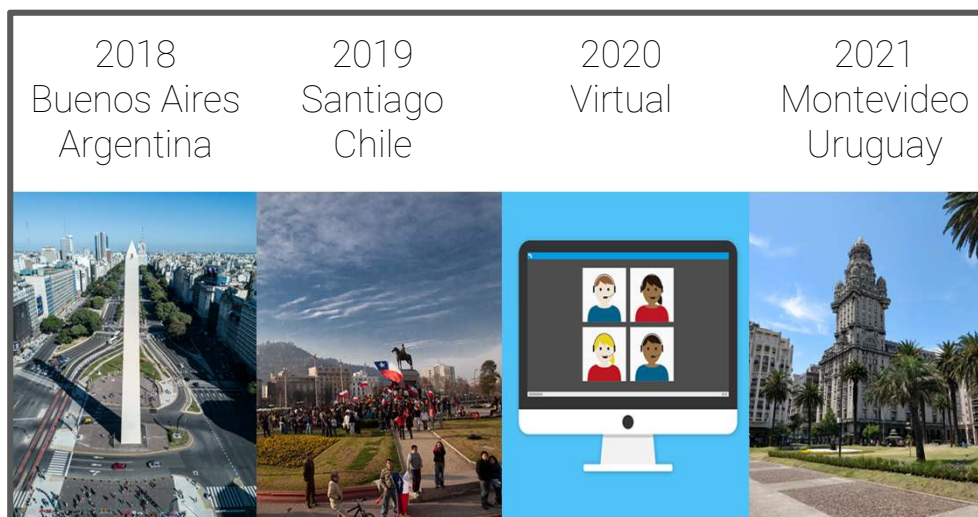 2018
Buenos Aires
Argentina
2019
Santiago
Chile
2020
Virtual
2021
Montevideo
Uruguay